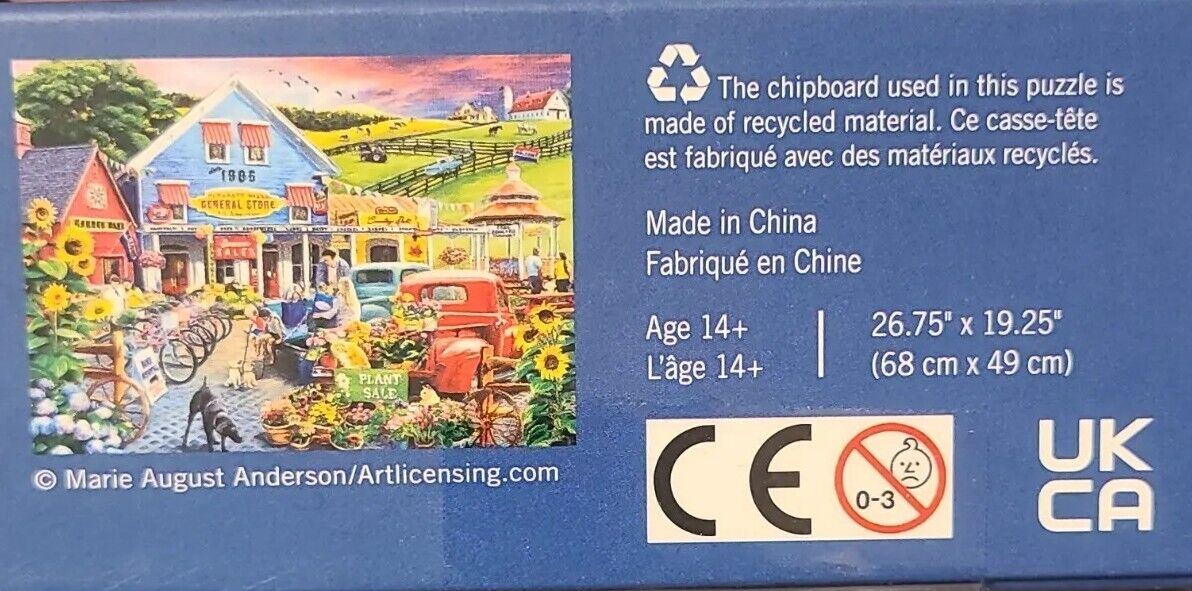 1906
GENERAL STORE
SALE
PLANT
SALE
© Marie August Anderson/Artlicensing.com
The chipboard used in this puzzle is
made of recycled material. Ce casse-tête
est fabriqué avec des matériaux recyclés.
Made in China
Fabriqué en Chine
Age 14+
L'âge 14+
26.75" x 19.25"
(68 cm x 49 cm)
CE
0-3
UK
CA